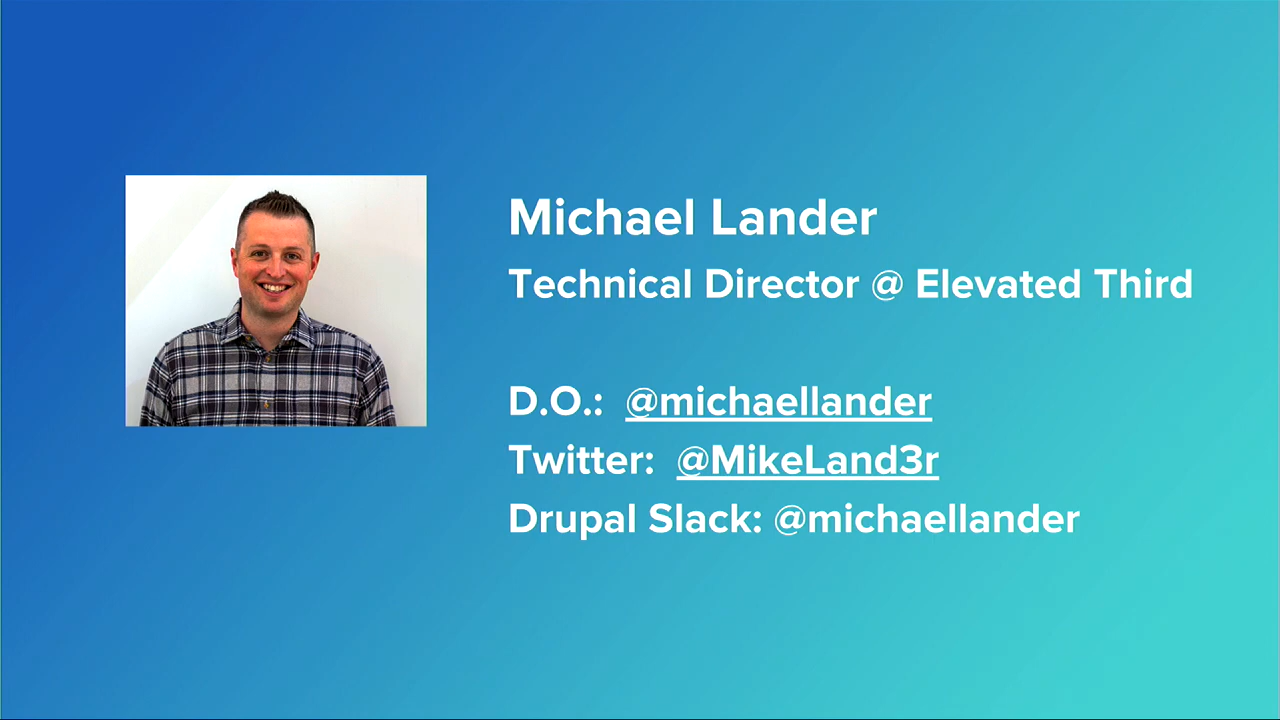 Michael Lander
Technical Director @ Elevated Third
D.O.: @michaellander
Twitter: @MikeLand3r
Drupal Slack: @michaellander